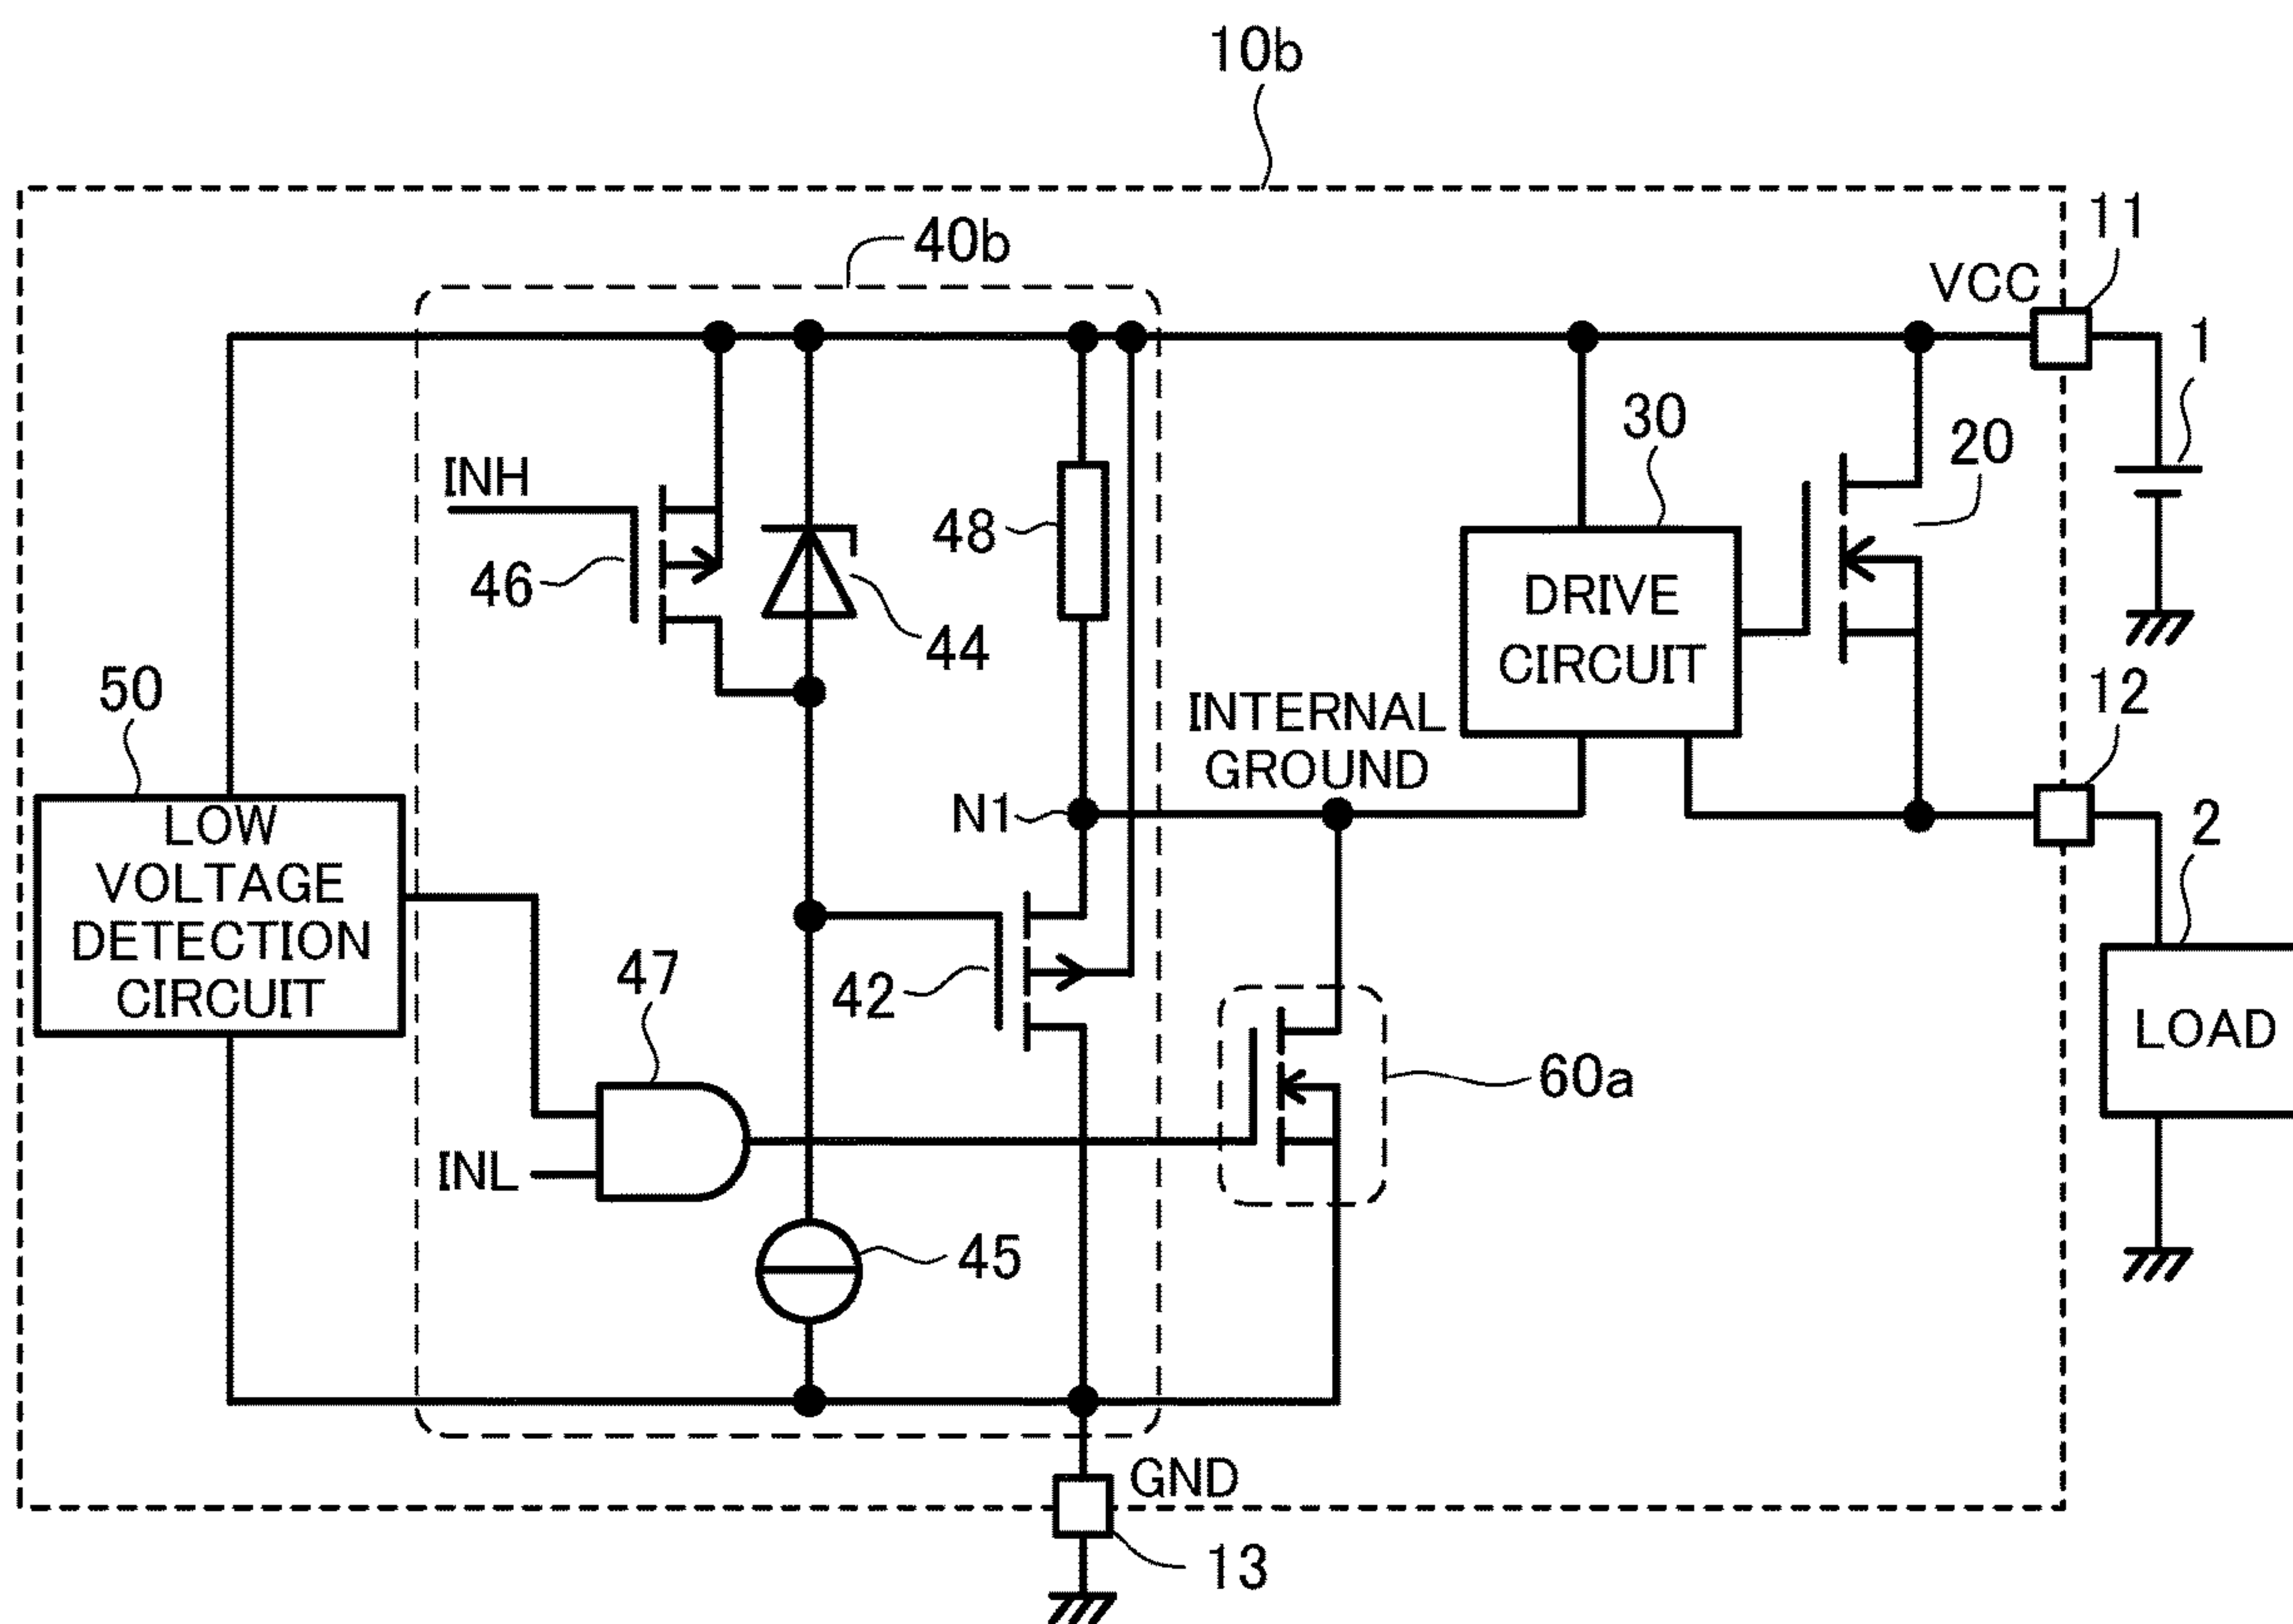 10b
40b
11
VCC
1
30
20
INH
46
48
44
DRIVE
CIRCUIT
50
12
INTERNAL
GROUND
N1
2
LOW
VOLTAGE
DETECTION
CIRCUIT
47
42
LOAD
60a
INL
45
GND
13